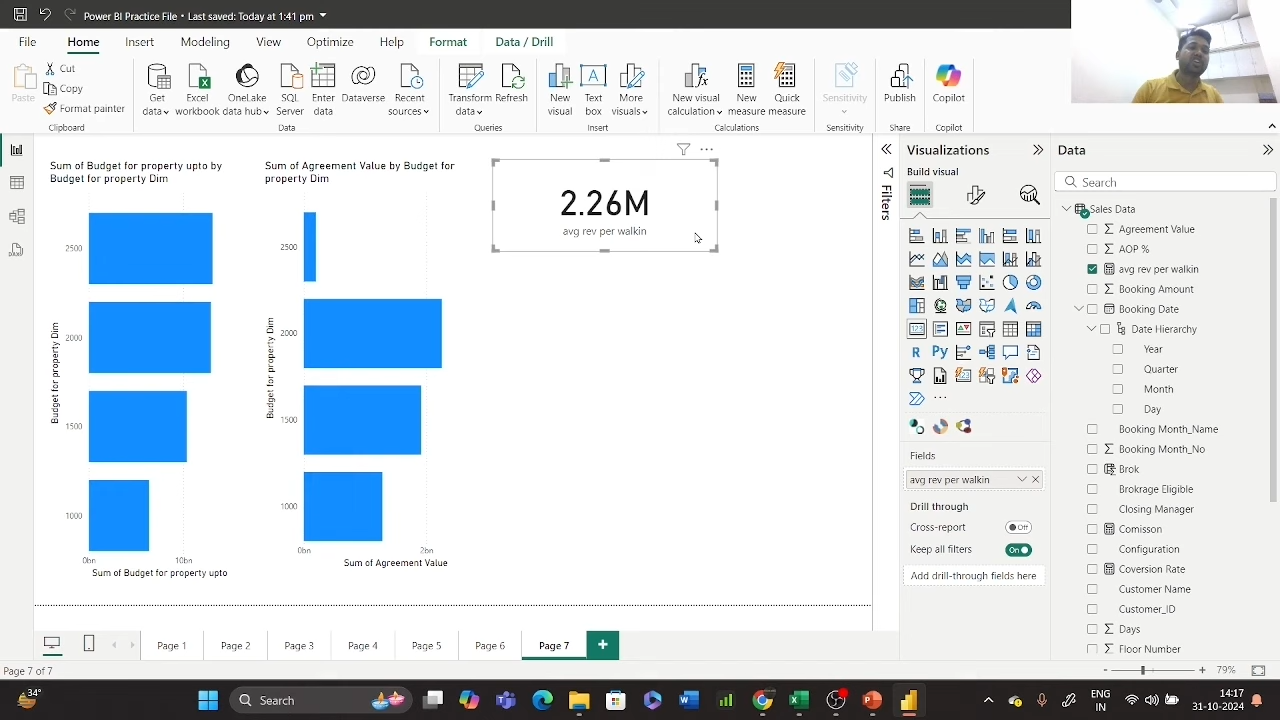 Power BI Practice File • Last saved: Today at 1:41 pm
File Home Insert Modeling View Optimize Help Format Data / Drill
Paste
Cut
Copy
Format painter
Clipboard
Get data
Excel workbook
OneLake data hub
SQL Server
Enter data
Dataverse
Recent sources
Data
Transform data
Refresh
Queries
New visual
Text box
More visuals
Insert
New visual calculation
New measure
Quick measure
Calculations
Sensitivity
Sensitivity
Publish
Share
Copilot
Copilot
Sum of Budget for property upto by
Budget for property Dim
Budget for property Dim
2500
2000
1500
1000
0bn 10bn
Sum of Budget for property upto
Sum of Agreement Value by Budget for
property Dim
Budget for property Dim
2500
2000
1500
1000
0bn 2bn
Sum of Agreement Value
2.26M
avg rev per walkin
Filters
Visualizations
Build visual
R Py
123
Fields
avg rev per walkin
Drill through
Cross-report Off
Keep all filters On
Add drill-through fields here
Data
Search
Sales Data
Agreement Value
AOP %
avg rev per walkin
Booking Amount
Booking Date
Date Hierarchy
Year
Quarter
Month
Day
Booking Month_Name
Booking Month_No
Brok
Brokrage Eligible
Closing Manager
Comisson
Configuration
Coversion Rate
Customer Name
Customer_ID
Days
Floor Number
Page 1 Page 2 Page 3 Page 4 Page 5 Page 6 Page 7
Page 7 of 7
79%
34°
Search
ENG
IN
14:17
31-10-2024